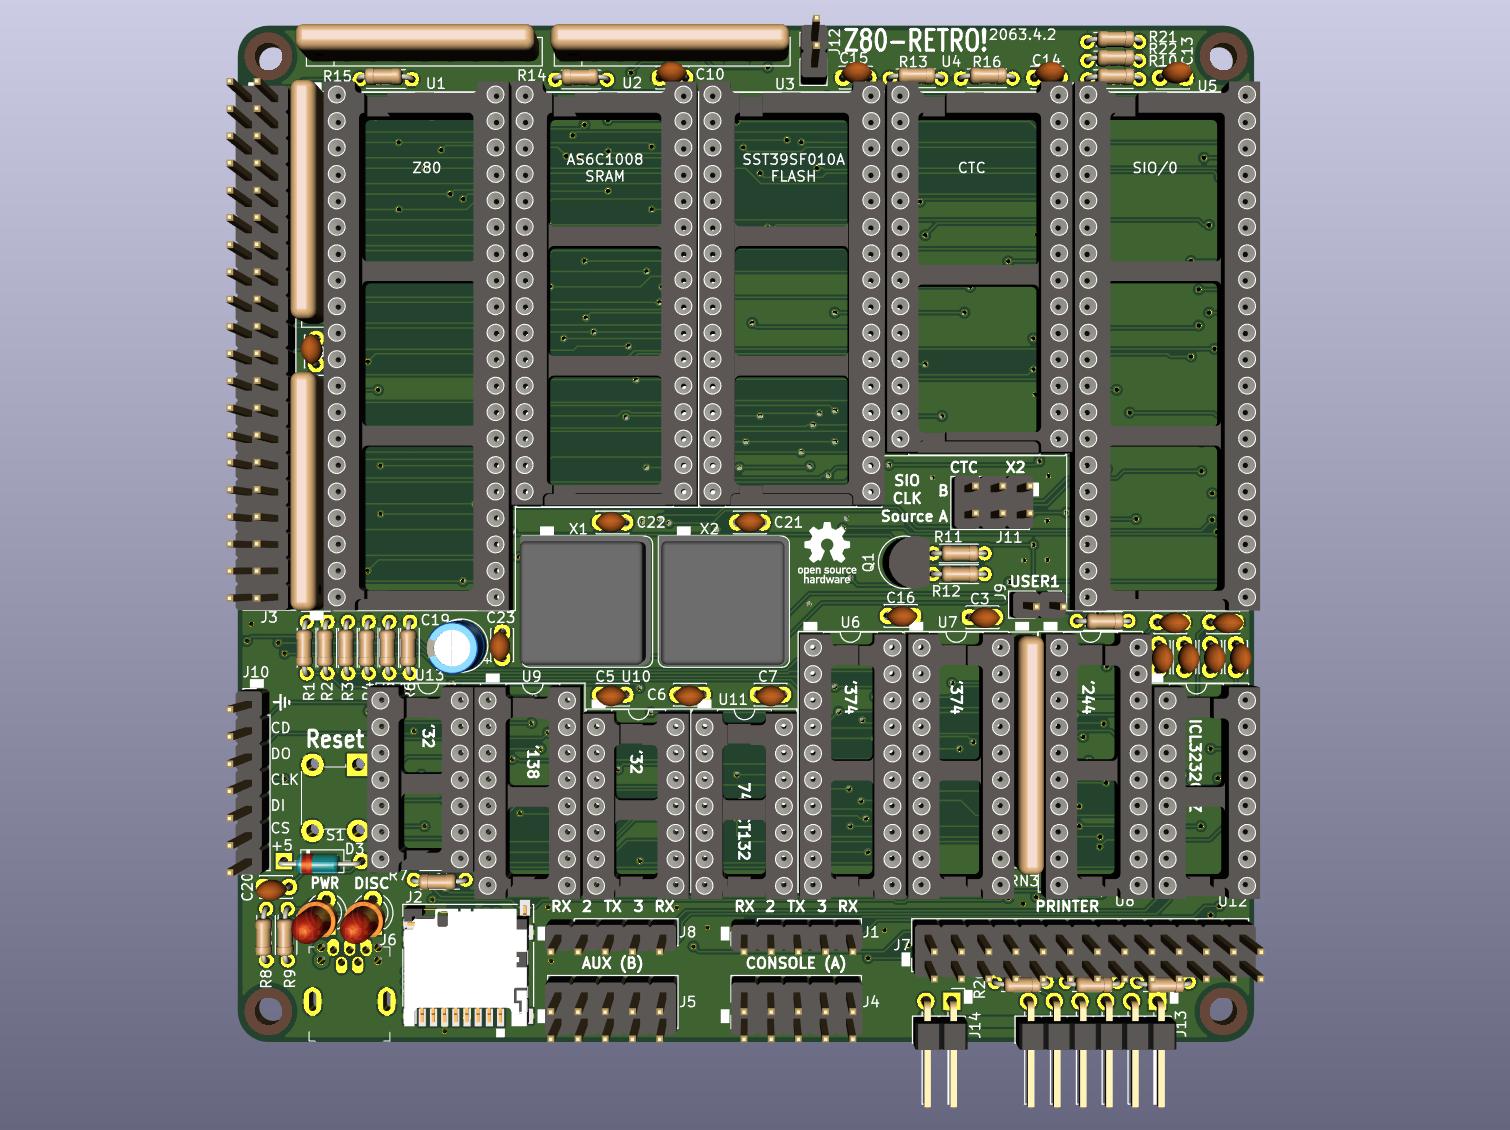 Z80-RETRO!
2063.4.2
J12
R21
R22
R10
C13
R15
U1
R14
U2
C10
U3
C15
R13
U4
R16
C14
U5
Z80
AS6C1008
SRAM
SST39SF010A
FLASH
CTC
SIO/0
CTC X2
SIO
CLK
Source A
B
J11
X1
C22
X2
C21
open source
hardware
Q1
R11
R12
J9
USER1
C16
C3
U6
U7
J3
C19
C23
J10
R1
R2
R3
U13
U9
C5
U10
C6
U11
C7
CD
DO
CLK
DI
CS
+5
Reset
S1
D3
'32
'138
'32
'374
'374
'244
PWR
DISC
R7
C20
J2
J6
R8
R9
RX 2 TX 3 RX
J8
AUX (B)
J5
RX 2 TX 3 RX
J1
CONSOLE (A)
J4
RN3
PRINTER
U8
U12
J7
J14
J13